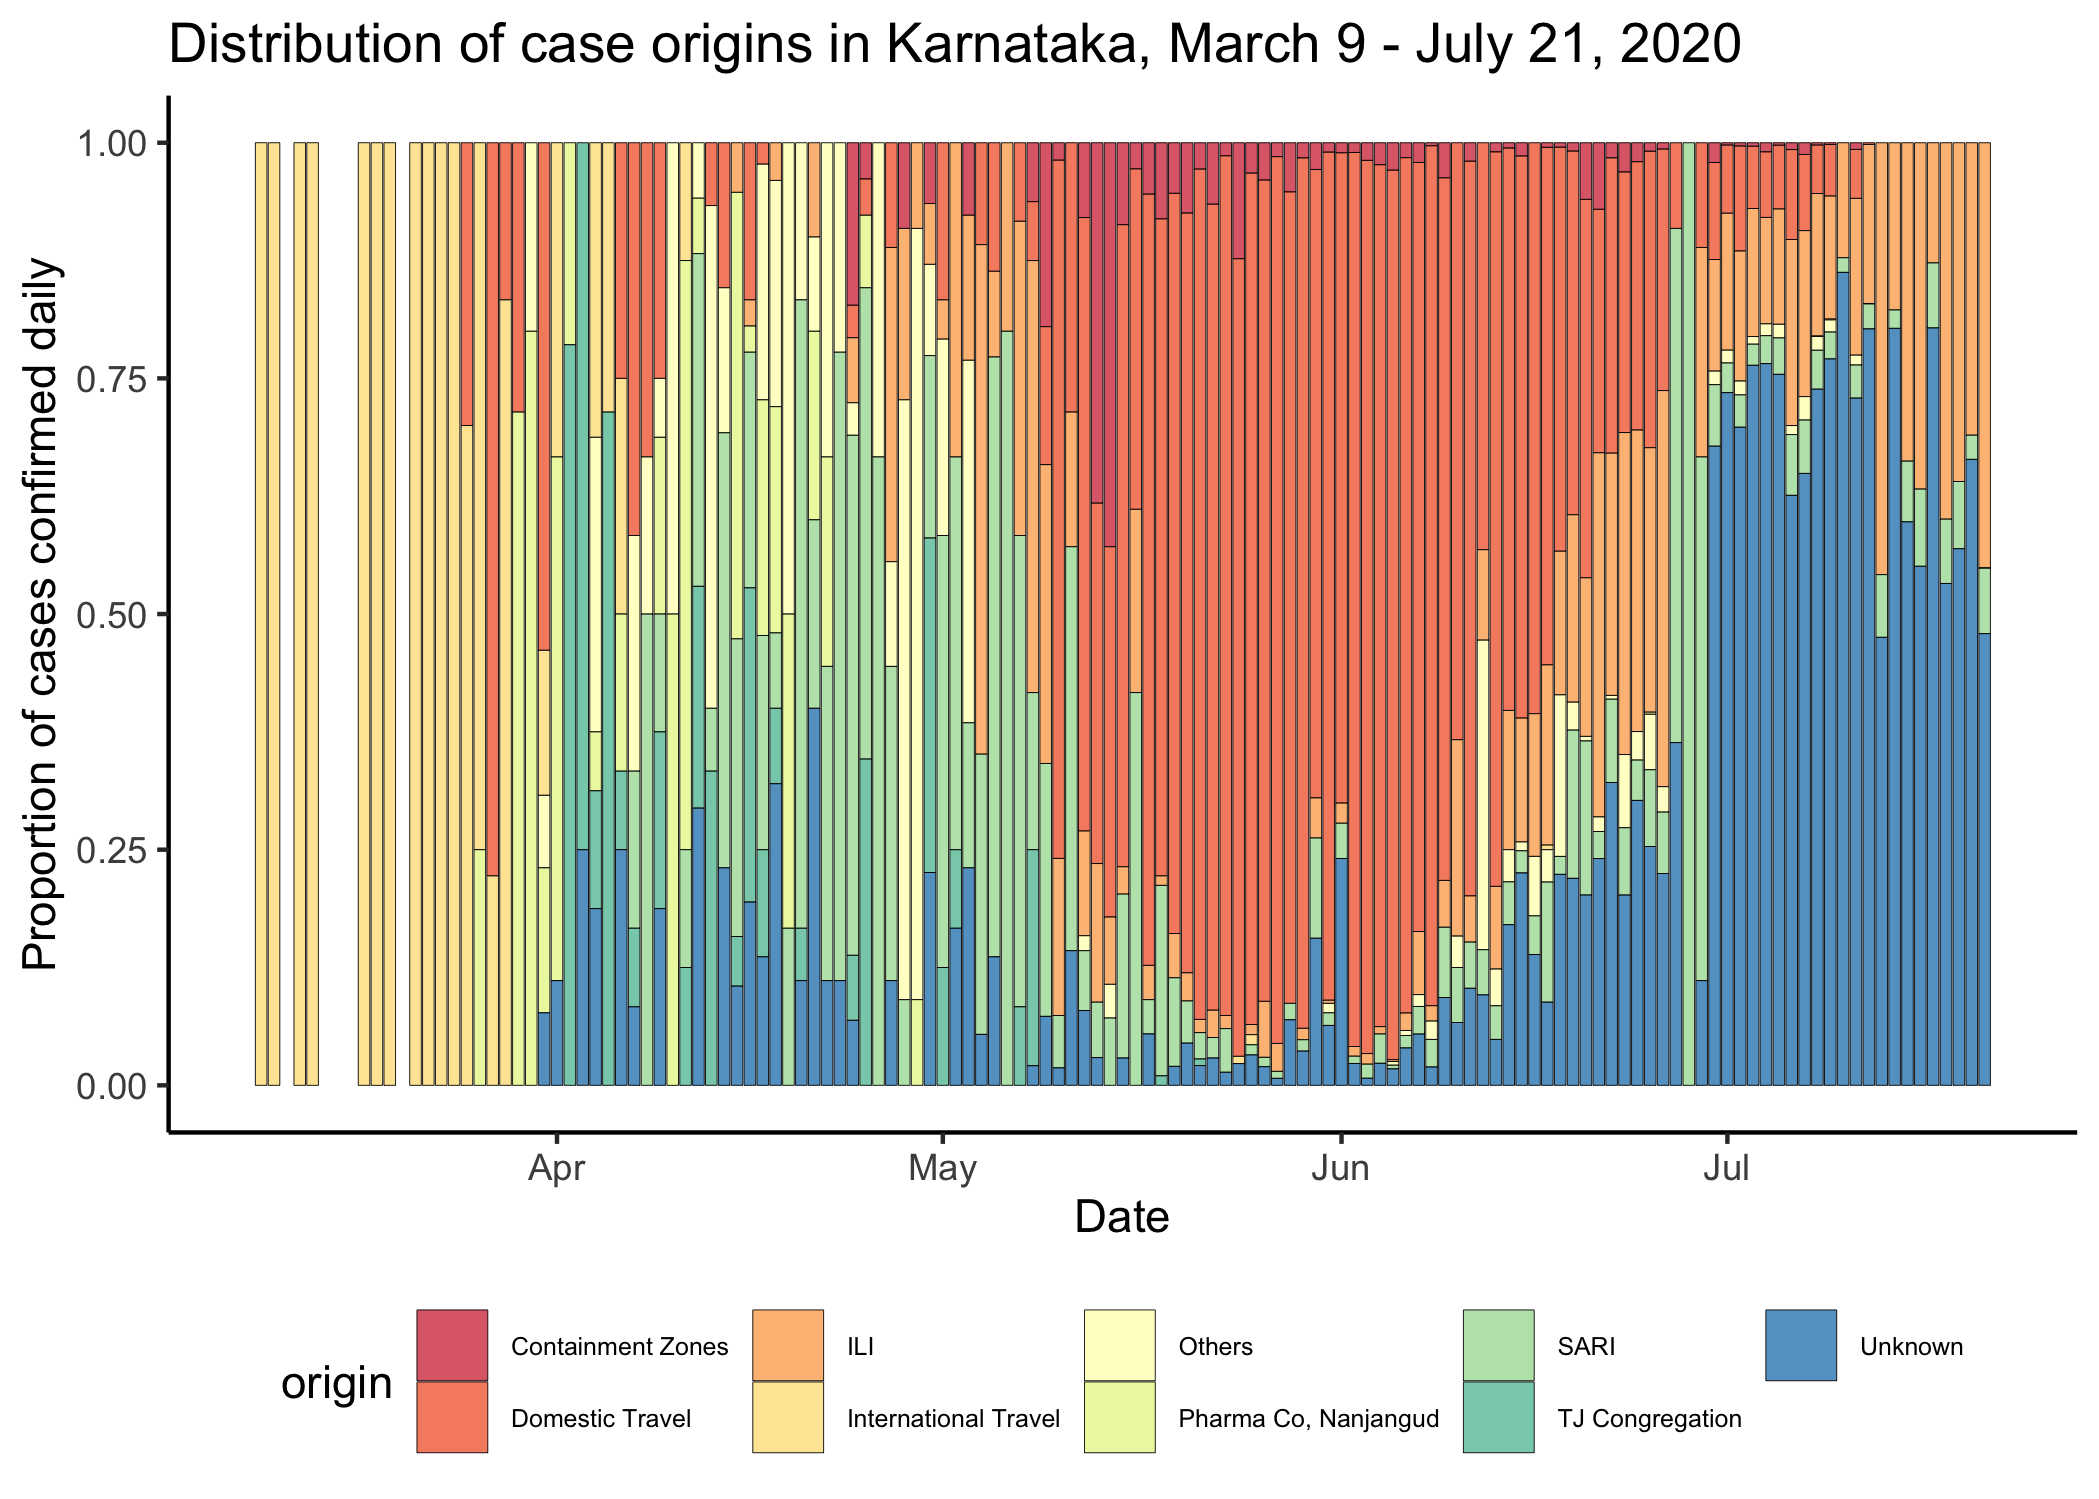 Distribution of case origins in Karnataka, March 9 - July 21, 2020
Proportion of cases confirmed daily
1.00
0.75
0.50
0.25
0.00
Apr May Jun Jul
Date
origin
Containment Zones ILI Others SARI Unknown
Domestic Travel International Travel Pharma Co, Nanjangud TJ Congregation